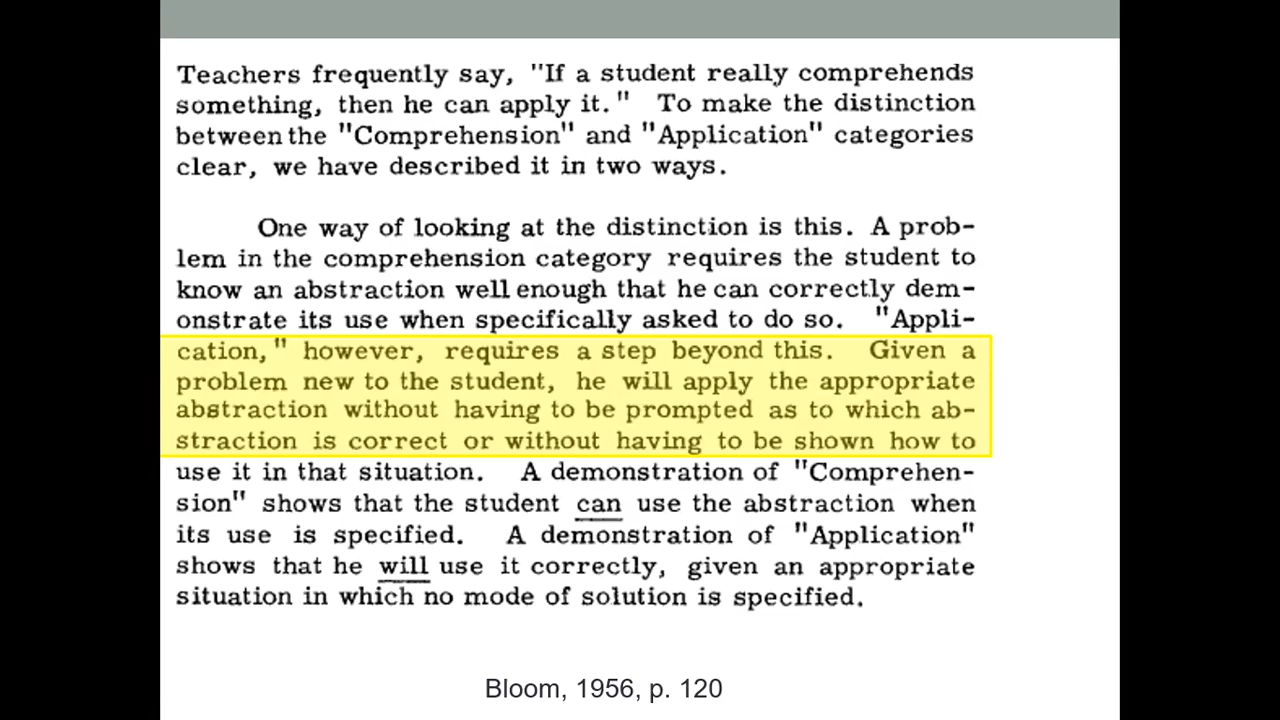 Teachers frequently say, "If a student really comprehends
something, then he can apply it." To make the distinction
between the "Comprehension" and "Application" categories
clear, we have described it in two ways.
One way of looking at the distinction is this. A prob-
lem in the comprehension category requires the student to
know an abstraction well enough that he can correctly dem-
onstrate its use when specifically asked to do so. "Appli-
cation," however, requires a step beyond this. Given a
problem new to the student, he will apply the appropriate
abstraction without having to be prompted as to which ab-
straction is correct or without having to be shown how to
use it in that situation. A demonstration of "Comprehen-
sion" shows that the student can use the abstraction when
its use is specified. A demonstration of "Application"
shows that he will use it correctly, given an appropriate
situation in which no mode of solution is specified.
Bloom, 1956, p. 120